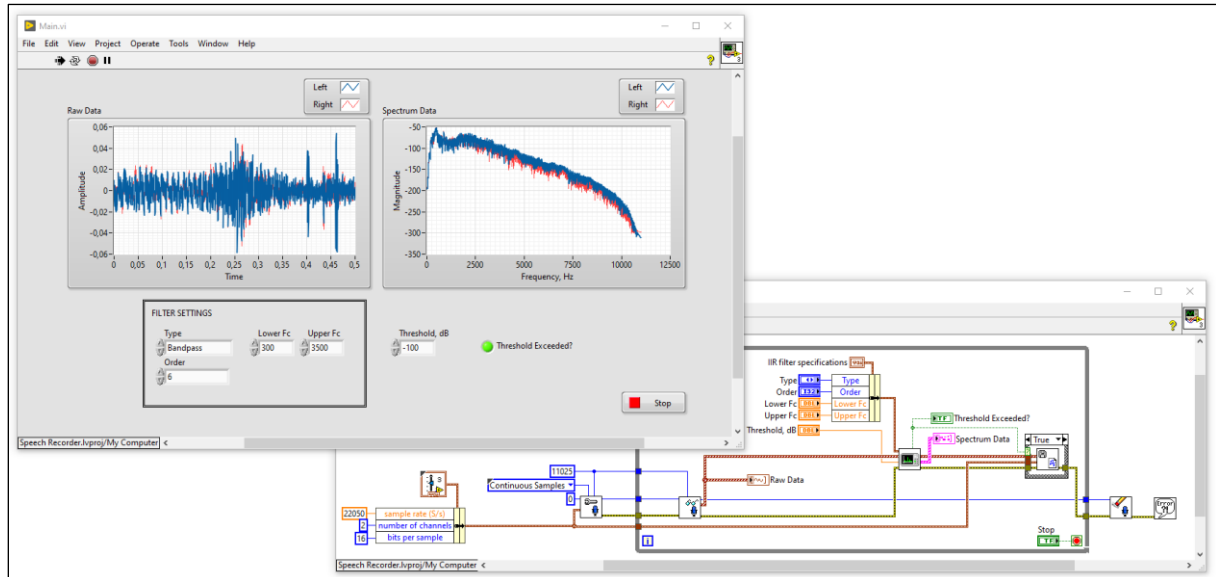 Main.vi
File Edit View Project Operate Tools Window Help
3
Left
Right
Raw Data
Left
Right
Spectrum Data
Amplitude
0,06
0,04
0,02
0
-0,02
-0,04
-0,06
0 0,05 0,1 0,15 0,2 0,25 0,3 0,35 0,4 0,45 0,5
Time
Magnitude
-50
-100
-150
-200
-250
-300
-350
0 2500 5000 7500 10000 12500
Frequency, Hz
FILTER SETTINGS
Type
Bandpass
Lower Fc
300
Upper Fc
3500
Order
6
Threshold, dB
-100
Threshold Exceeded?
Stop
Speech Recorder.lvproj/My Computer
3
IIR filter specifications
Type Type
Order Order
Lower Fc Lower Fc
Upper Fc Upper Fc
Threshold, dB
Threshold Exceeded?
TF
Spectrum Data
True
Raw Data
11025
Continuous Samples
0
3
22050 sample rate (S/s)
2 number of channels
16 bits per sample
i
Stop
TF
Error
?!
Speech Recorder.lvproj/My Computer